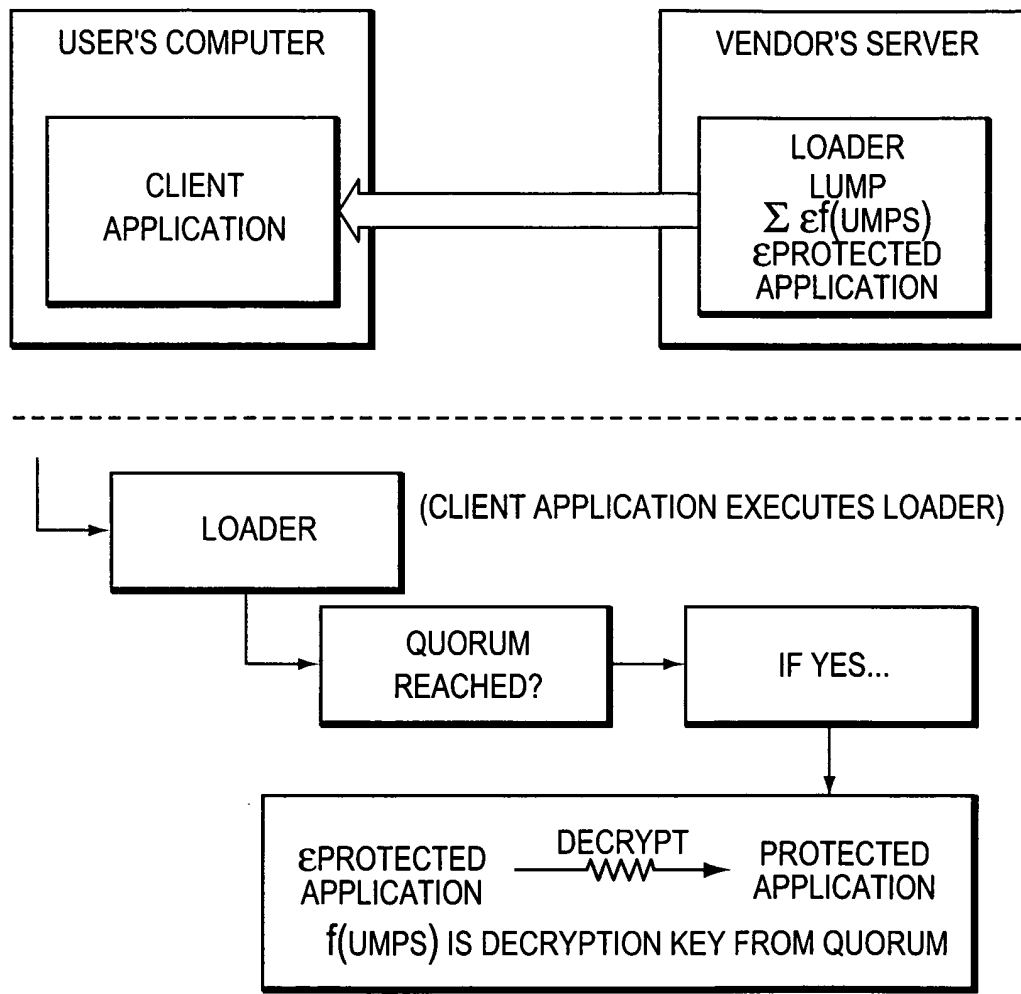 USER'S COMPUTER
CLIENT
APPLICATION
VENDOR'S SERVER
LOADER
LUMP
Σ εf(UMPS)
εPROTECTED
APPLICATION
LOADER
(CLIENT APPLICATION EXECUTES LOADER)
QUORUM
REACHED?
IF YES...
εPROTECTED
APPLICATION
DECRYPT
PROTECTED
APPLICATION
f(UMPS) IS DECRYPTION KEY FROM QUORUM